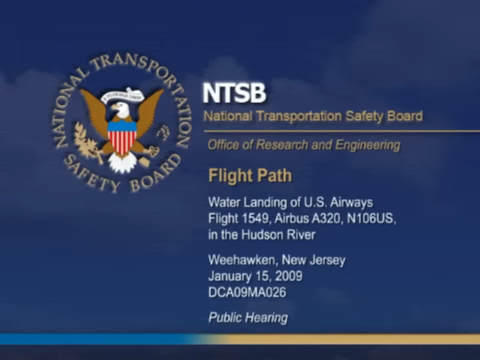 NATIONAL TRANSPORTATION
SAFETY BOARD
NTSB
National Transportation Safety Board
Office of Research and Engineering
Flight Path
Water Landing of U.S. Airways
Flight 1549, Airbus A320, N106US,
in the Hudson River
Weehawken, New Jersey
January 15, 2009
DCA09MA026
Public Hearing